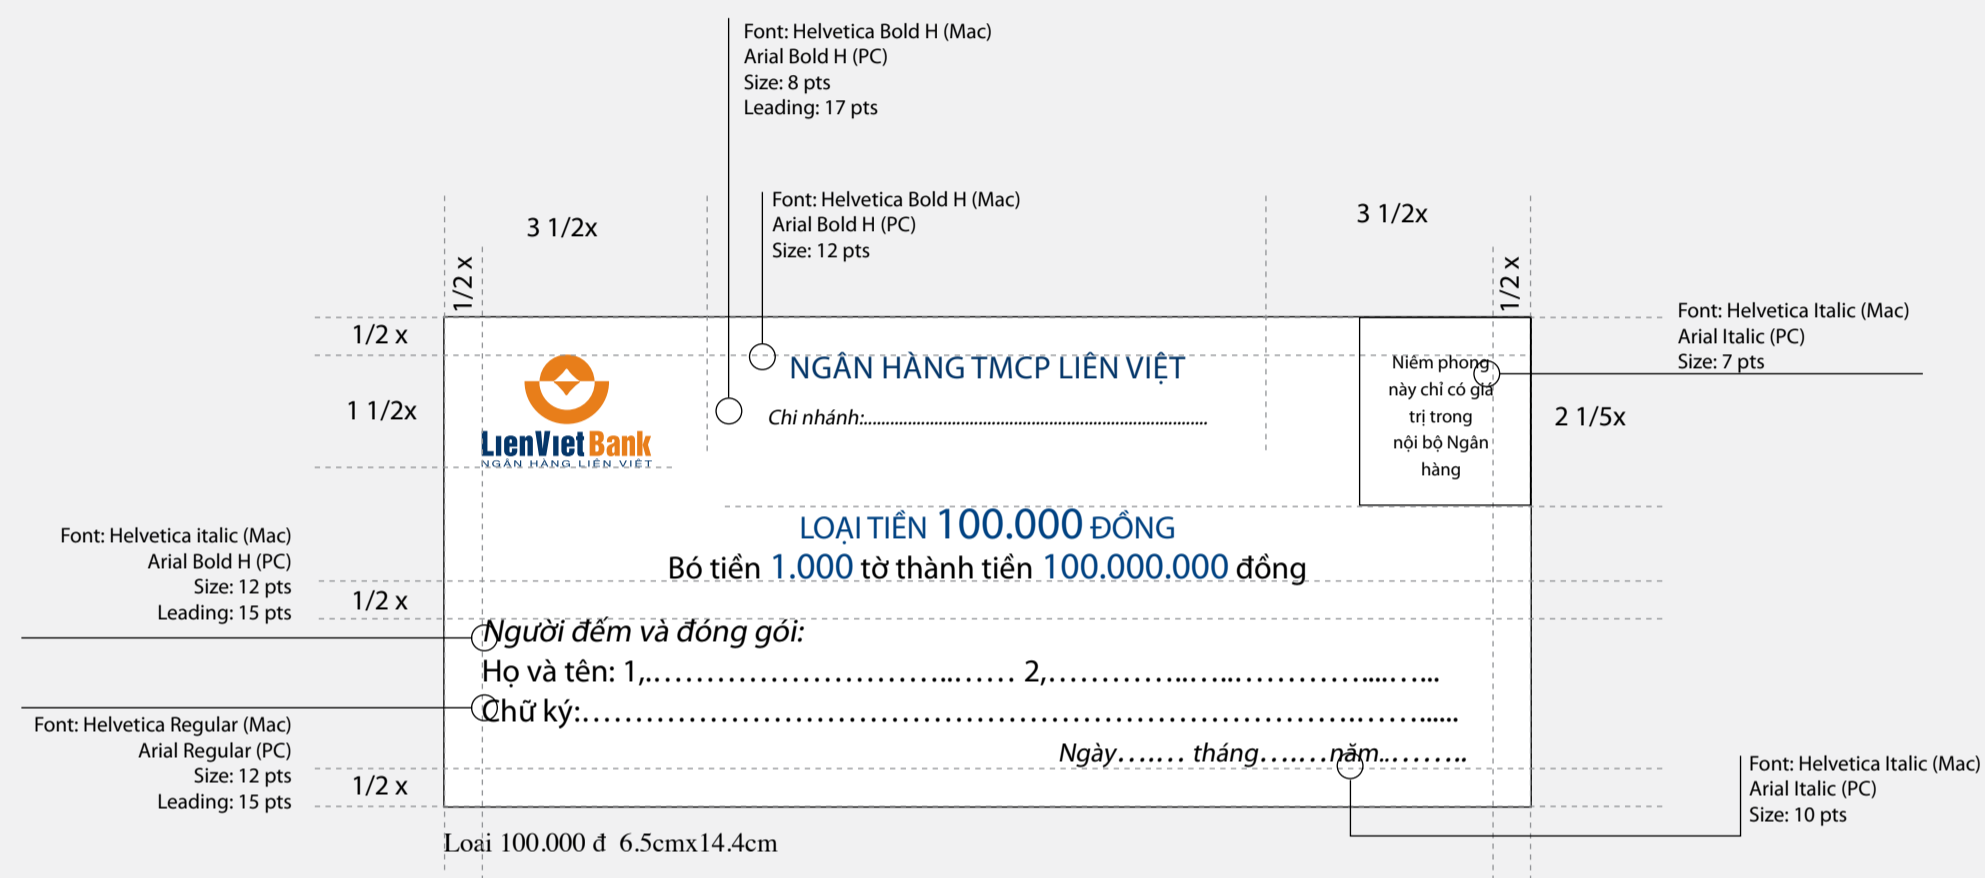 Font: Helvetica Bold H (Mac)
Arial Bold H (PC)
Size: 8 pts
Leading: 17 pts
Font: Helvetica Bold H (Mac)
Arial Bold H (PC)
Size: 12 pts
3 1/2x
3 1/2x
1/2 x
1/2 x
Font: Helvetica Italic (Mac)
Arial Italic (PC)
Size: 7 pts
1/2 x
1 1/2x
2 1/5x
LienVietBank
NGÂN HÀNG LIÊN VIỆT
NGÂN HÀNG TMCP LIÊN VIỆT
Chi nhánh:..........................................................................
Niêm phong
này chỉ có giá
trị trong
nội bộ Ngân
hàng
LOẠI TIỀN 100.000 ĐỒNG
Bó tiền 1.000 tờ thành tiền 100.000.000 đồng
Font: Helvetica italic (Mac)
Arial Bold H (PC)
Size: 12 pts
Leading: 15 pts
1/2 x
Người đếm và đóng gói:
Họ và tên: 1,.………………………...…… 2,…………...…...…………....…...
Chữ ký:……………………………………………………………….……......
Ngày…..… tháng…..…năm..……..
Font: Helvetica Regular (Mac)
Arial Regular (PC)
Size: 12 pts
Leading: 15 pts
1/2 x
Font: Helvetica Italic (Mac)
Arial Italic (PC)
Size: 10 pts
Loai 100.000 đ 6.5cmx14.4cm